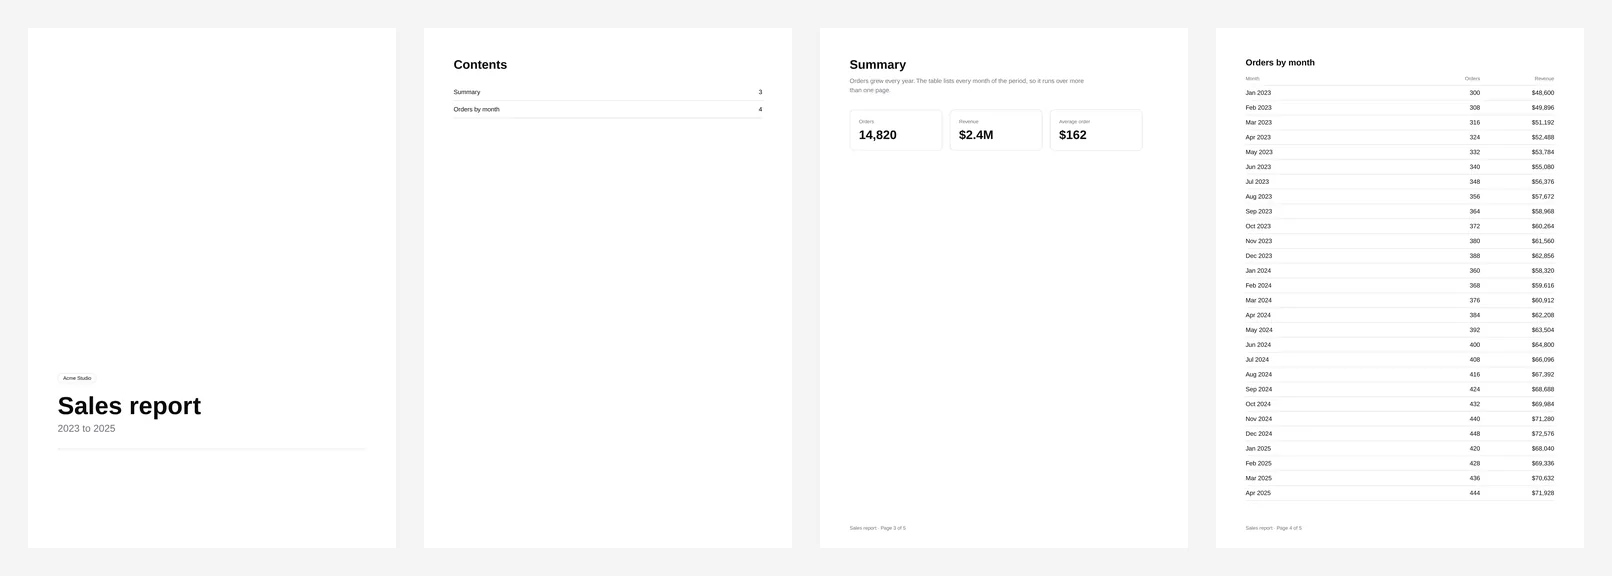 Acme Studio
Sales report
2023 to 2025
Contents
Summary 3
Orders by month 4
Summary
Orders grew every year. The table lists every month of the period, so it runs over more
than one page.
Orders Revenue Average order
14,820 $2.4M $162
Sales report · Page 3 of 5
Orders by month
Month Orders Revenue
Jan 2023 300 $48,600
Feb 2023 308 $49,896
Mar 2023 316 $51,192
Apr 2023 324 $52,488
May 2023 332 $53,784
Jun 2023 340 $55,080
Jul 2023 348 $56,376
Aug 2023 356 $57,672
Sep 2023 364 $58,968
Oct 2023 372 $60,264
Nov 2023 380 $61,560
Dec 2023 388 $62,856
Jan 2024 360 $58,320
Feb 2024 368 $59,616
Mar 2024 376 $60,912
Apr 2024 384 $62,208
May 2024 392 $63,504
Jun 2024 400 $64,800
Jul 2024 408 $66,096
Aug 2024 416 $67,392
Sep 2024 424 $68,688
Oct 2024 432 $69,984
Nov 2024 440 $71,280
Dec 2024 448 $72,576
Jan 2025 420 $68,040
Feb 2025 428 $69,336
Mar 2025 436 $70,632
Apr 2025 444 $71,928
Sales report · Page 4 of 5